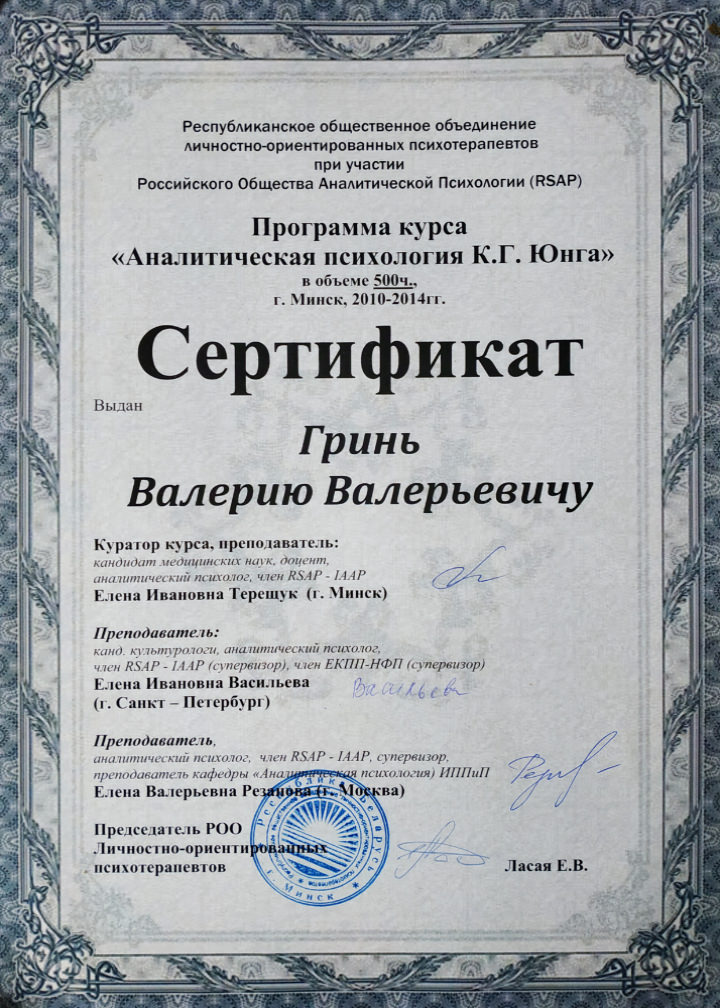 Республиканское общественное объединение
личностно-ориентированных психотерапевтов
при участии
Российского Общества Аналитической Психологии (RSAP)
Программа курса
«Аналитическая психология К.Г. Юнга»
в объеме 500ч.,
г. Минск, 2010-2014гг.
Сертификат
Выдан
Гринь
Валерию Валерьевичу
Куратор курса, преподаватель:
кандидат медицинских наук, доцент,
аналитический психолог, член RSAP - IAAP
Елена Ивановна Терещук (г. Минск)
Преподаватель:
канд. культурологи, аналитический психолог,
член RSAP - IAAP (супервизор), член ЕКПП-НФП (супервизор)
Елена Ивановна Васильева
Васильева
(г. Санкт – Петербург)
Преподаватель,
аналитический психолог, член RSAP - IAAP, супервизор,
преподаватель кафедры «Аналитическая психология) ИППиП
Елена Валерьевна Резанова (г. Москва)
Председатель РОО
Личностно-ориентированных
психотерапевтов
Ласая Е.В.
Республика Беларусь
г. Минск